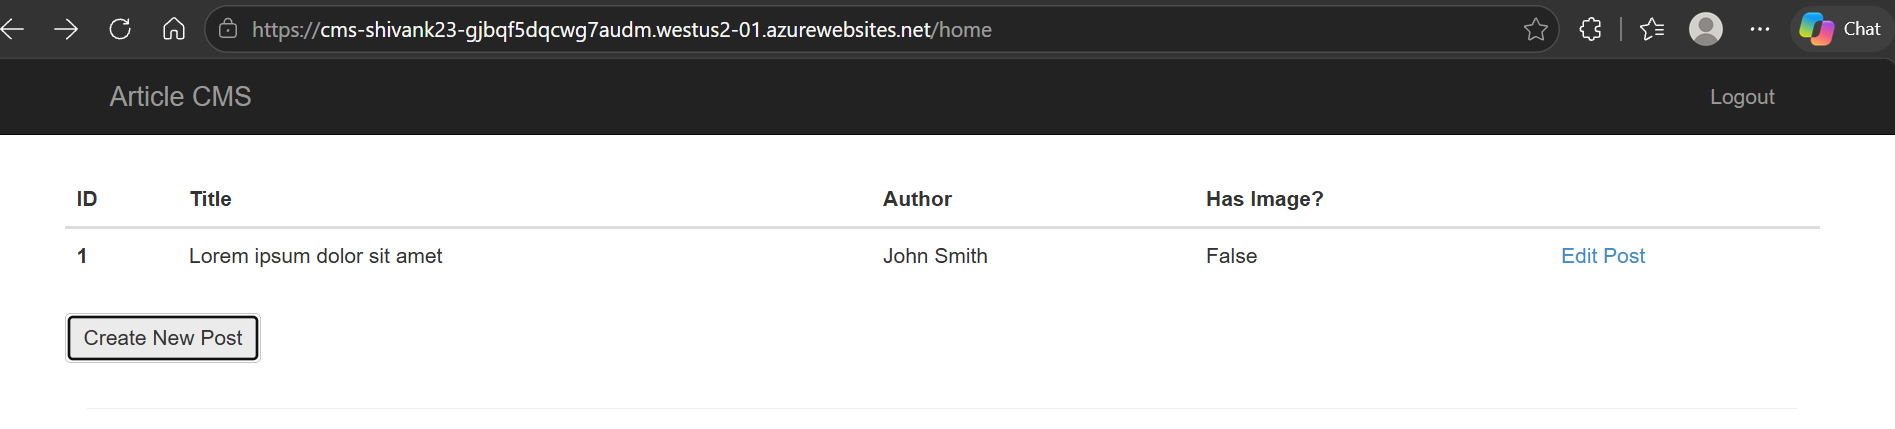 https://cms-shivank23-gjbqf5dqcwg7audm.westus2-01.azurewebsites.net/home
Chat
Article CMS
Logout
ID Title Author Has Image?
1 Lorem ipsum dolor sit amet John Smith False Edit Post
Create New Post